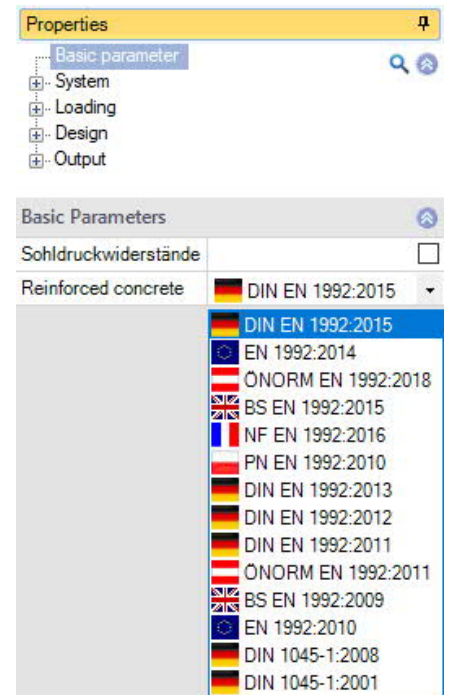 Properties
Basic parameter
System
Loading
Design
Output
Basic Parameters
Sohldruckwiderstände
Reinforced concrete DIN EN 1992:2015
DIN EN 1992:2015
EN 1992:2014
ÖNORM EN 1992:2018
BS EN 1992:2015
NF EN 1992:2016
PN EN 1992:2010
DIN EN 1992:2013
DIN EN 1992:2012
DIN EN 1992:2011
ÖNORM EN 1992:2011
BS EN 1992:2009
EN 1992:2010
DIN 1045-1:2008
DIN 1045-1:2001